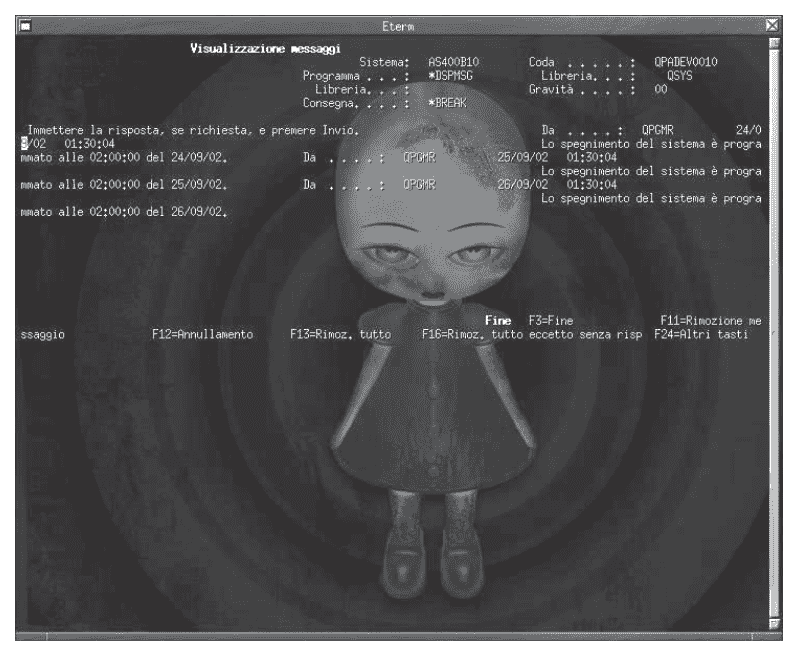 Eterm
Visualizzazione messaggi
Sistema: AS400B10 Coda . . . . . : QPADEV0010
Programma . . . : *DSPMSG Libreria. . . : QSYS
Libreria. . . : Gravità . . . . : 00
Consegna. . . . : *BREAK
Immettere la risposta, se richiesta, e premere Invio. Da . . . . . : QPGMR 24/0
9/02 01:30:04 Lo spegnimento del sistema è progra
mmato alle 02:00:00 del 24/09/02. Da . . . . . : QPGMR 25/09/02 01:30:04
Lo spegnimento del sistema è progra
mmato alle 02:00:00 del 25/09/02. Da . . . . . : QPGMR 26/09/02 01:30:04
Lo spegnimento del sistema è progra
mmato alle 02:00:00 del 26/09/02.
Fine F3=Fine F11=Rimozione me
ssaggio F12=Annullamento F13=Rimoz. tutto F16=Rimoz. tutto eccetto senza risp F24=Altri tasti